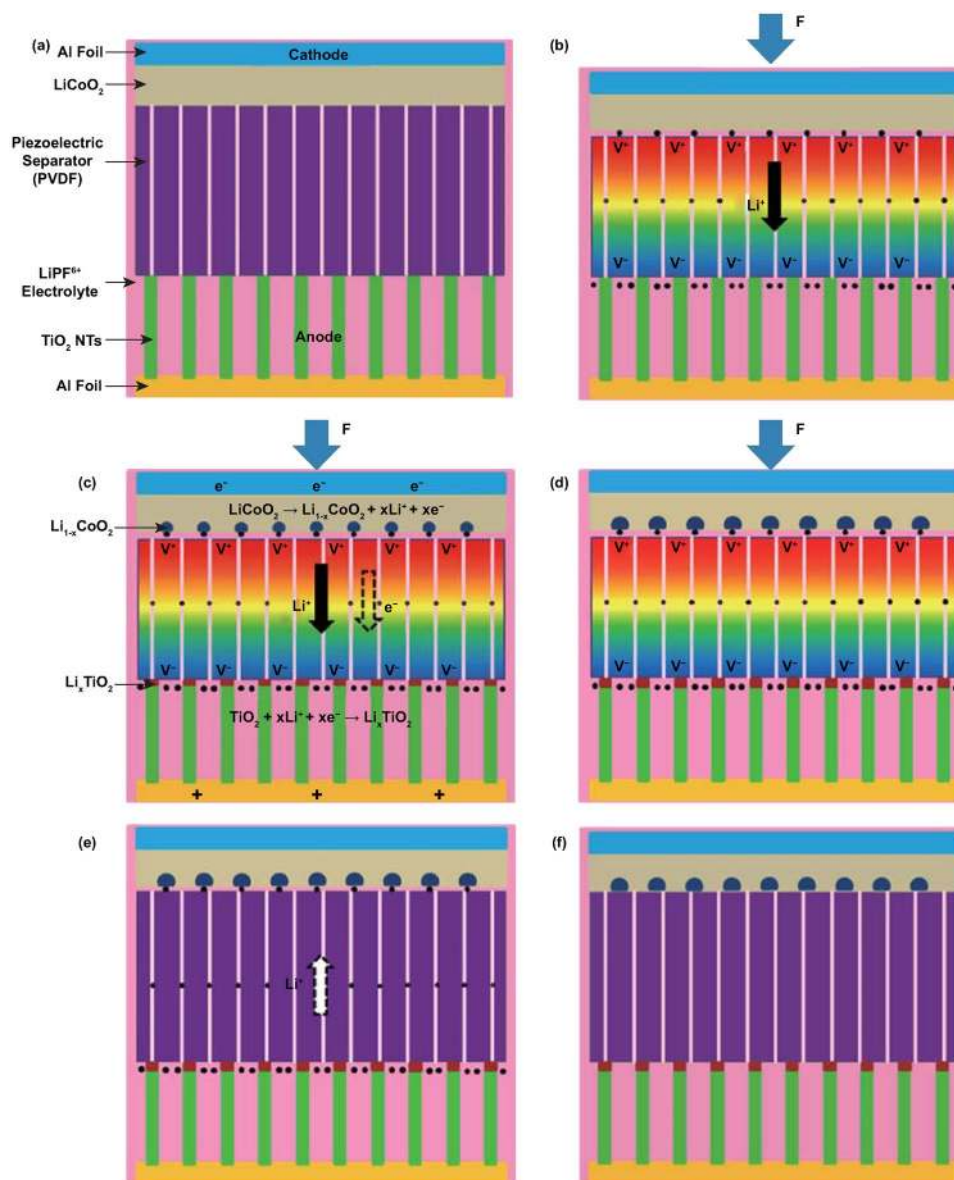 (a)
Al Foil
Cathode
LiCoO₂
Piezoelectric
Separator
(PVDF)
LiPF⁶⁺
Electrolyte
TiO₂ NTs
Anode
Al Foil
(b)
F
V⁺ V⁺ V⁺ V⁺ V⁺ V⁺
Li⁺
V⁻ V⁻ V⁻ V⁻ V⁻ V⁻
(c)
F
e⁻ e⁻ e⁻
LiCoO₂ → Li₁₋ₓCoO₂ + xLi⁺ + xe⁻
Li₁₋ₓCoO₂
V⁺ V⁺ V⁺ V⁺ V⁺ V⁺
Li⁺ e⁻
V⁻ V⁻ V⁻ V⁻ V⁻ V⁻
LiₓTiO₂
TiO₂ + xLi⁺ + xe⁻ → LiₓTiO₂
+ + +
(d)
F
V⁺ V⁺ V⁺ V⁺ V⁺ V⁺
V⁻ V⁻ V⁻ V⁻ V⁻ V⁻
(e)
Li⁺
(f)